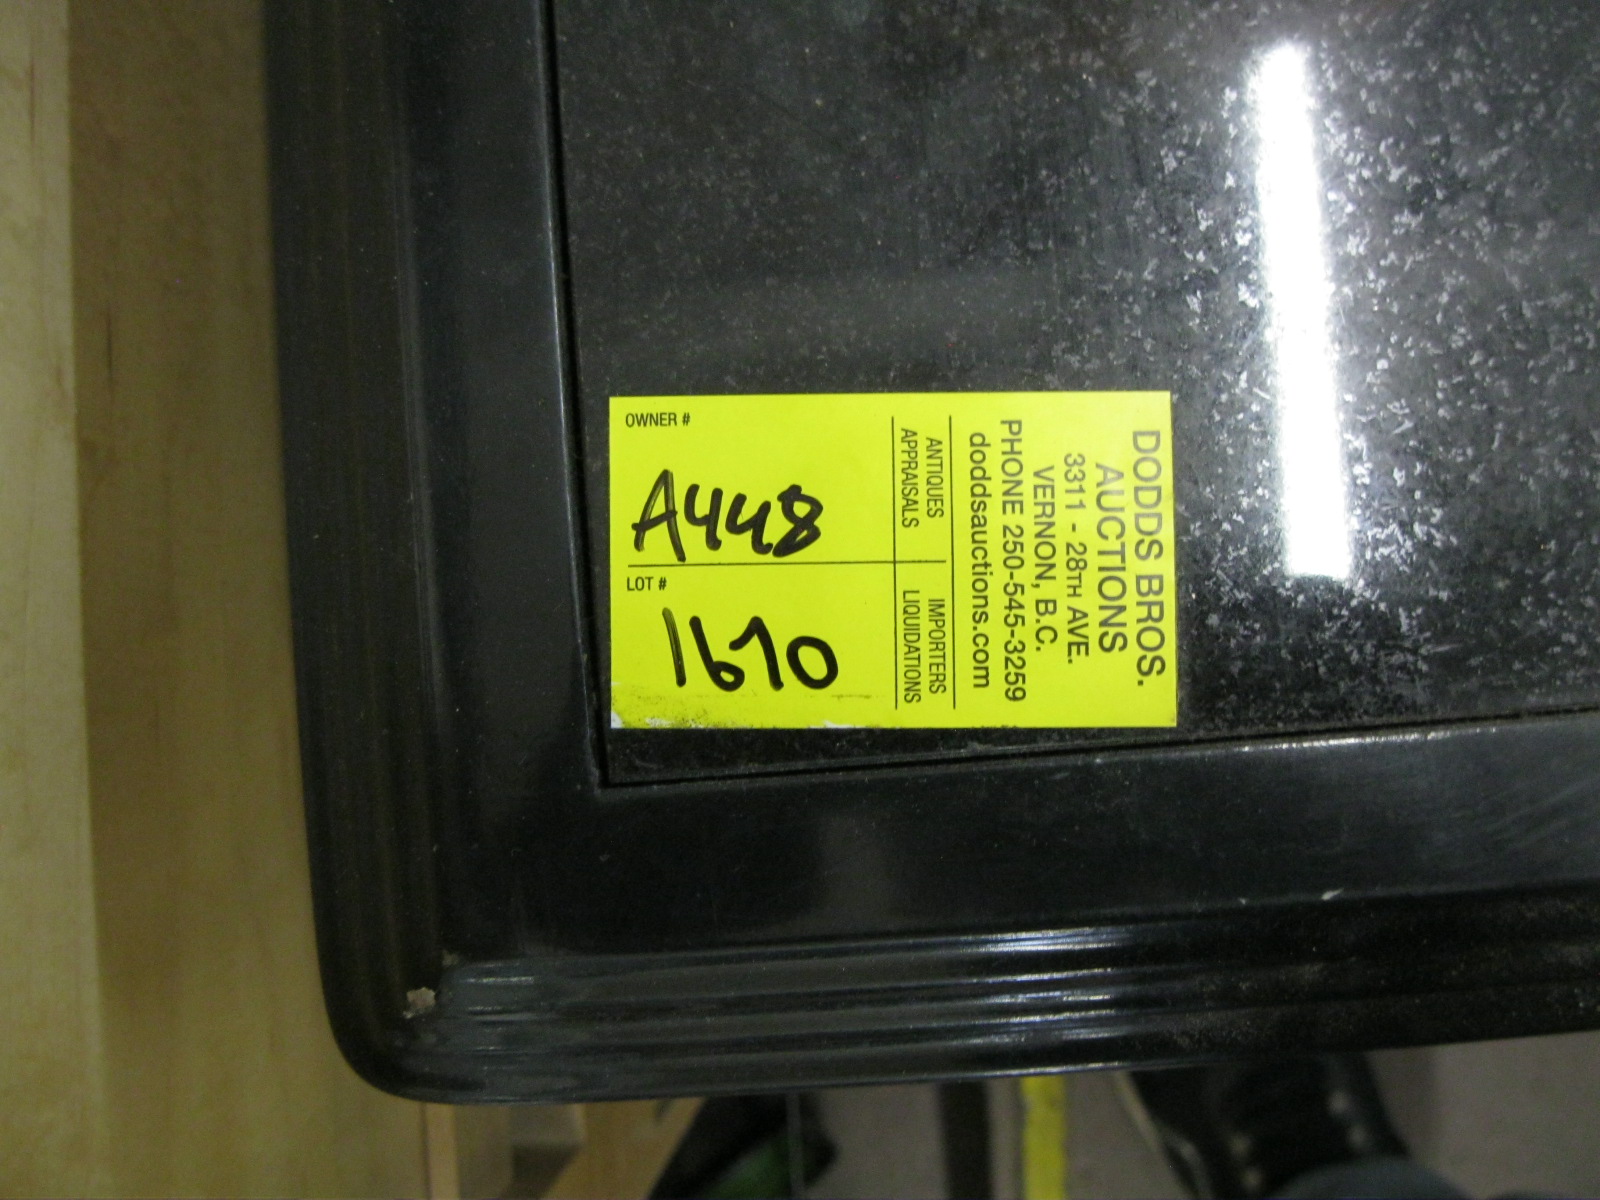 DODDS BROS.
AUCTIONS
3311 - 28TH AVE.
VERNON, B.C.
PHONE 250-545-3259
doddsauctions.com
ANTIQUES IMPORTERS
APPRAISALS LIQUIDATIONS
OWNER #
A448
LOT #
1670